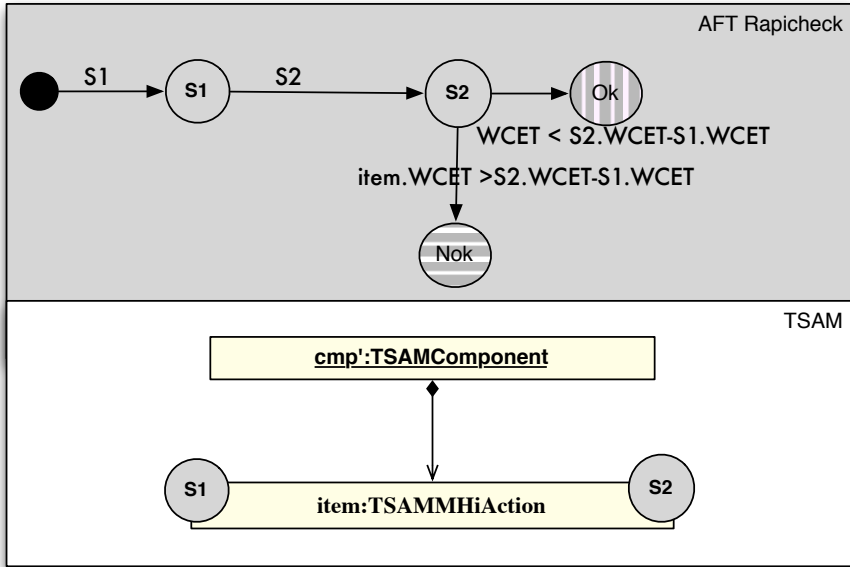 AFT Rapicheck
S1
S2
S1
S2
Ok
WCET < S2.WCET-S1.WCET
item.WCET >S2.WCET-S1.WCET
Nok
TSAM
cmp':TSAMComponent
S1
S2
item:TSAMMHiAction